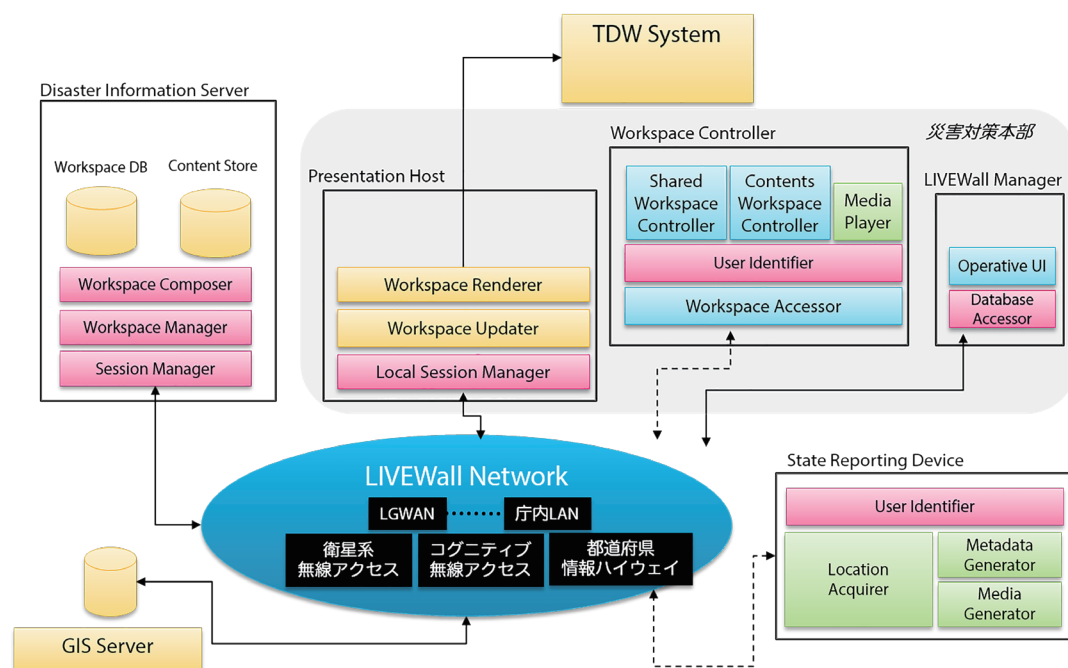 TDW System
Disaster Information Server
Workspace DB
Content Store
Workspace Composer
Workspace Manager
Session Manager
災害対策本部
Presentation Host
Workspace Renderer
Workspace Updater
Local Session Manager
Workspace Controller
Shared
Workspace
Controller
Contents
Workspace
Controller
Media
Player
User Identifier
Workspace Accessor
LIVEWall Manager
Operative UI
Database
Accessor
LIVEWall Network
LGWAN
庁内LAN
衛星系
無線アクセス
コグニティブ
無線アクセス
都道府県
情報ハイウェイ
State Reporting Device
User Identifier
Location
Acquirer
Metadata
Generator
Media
Generator
GIS Server